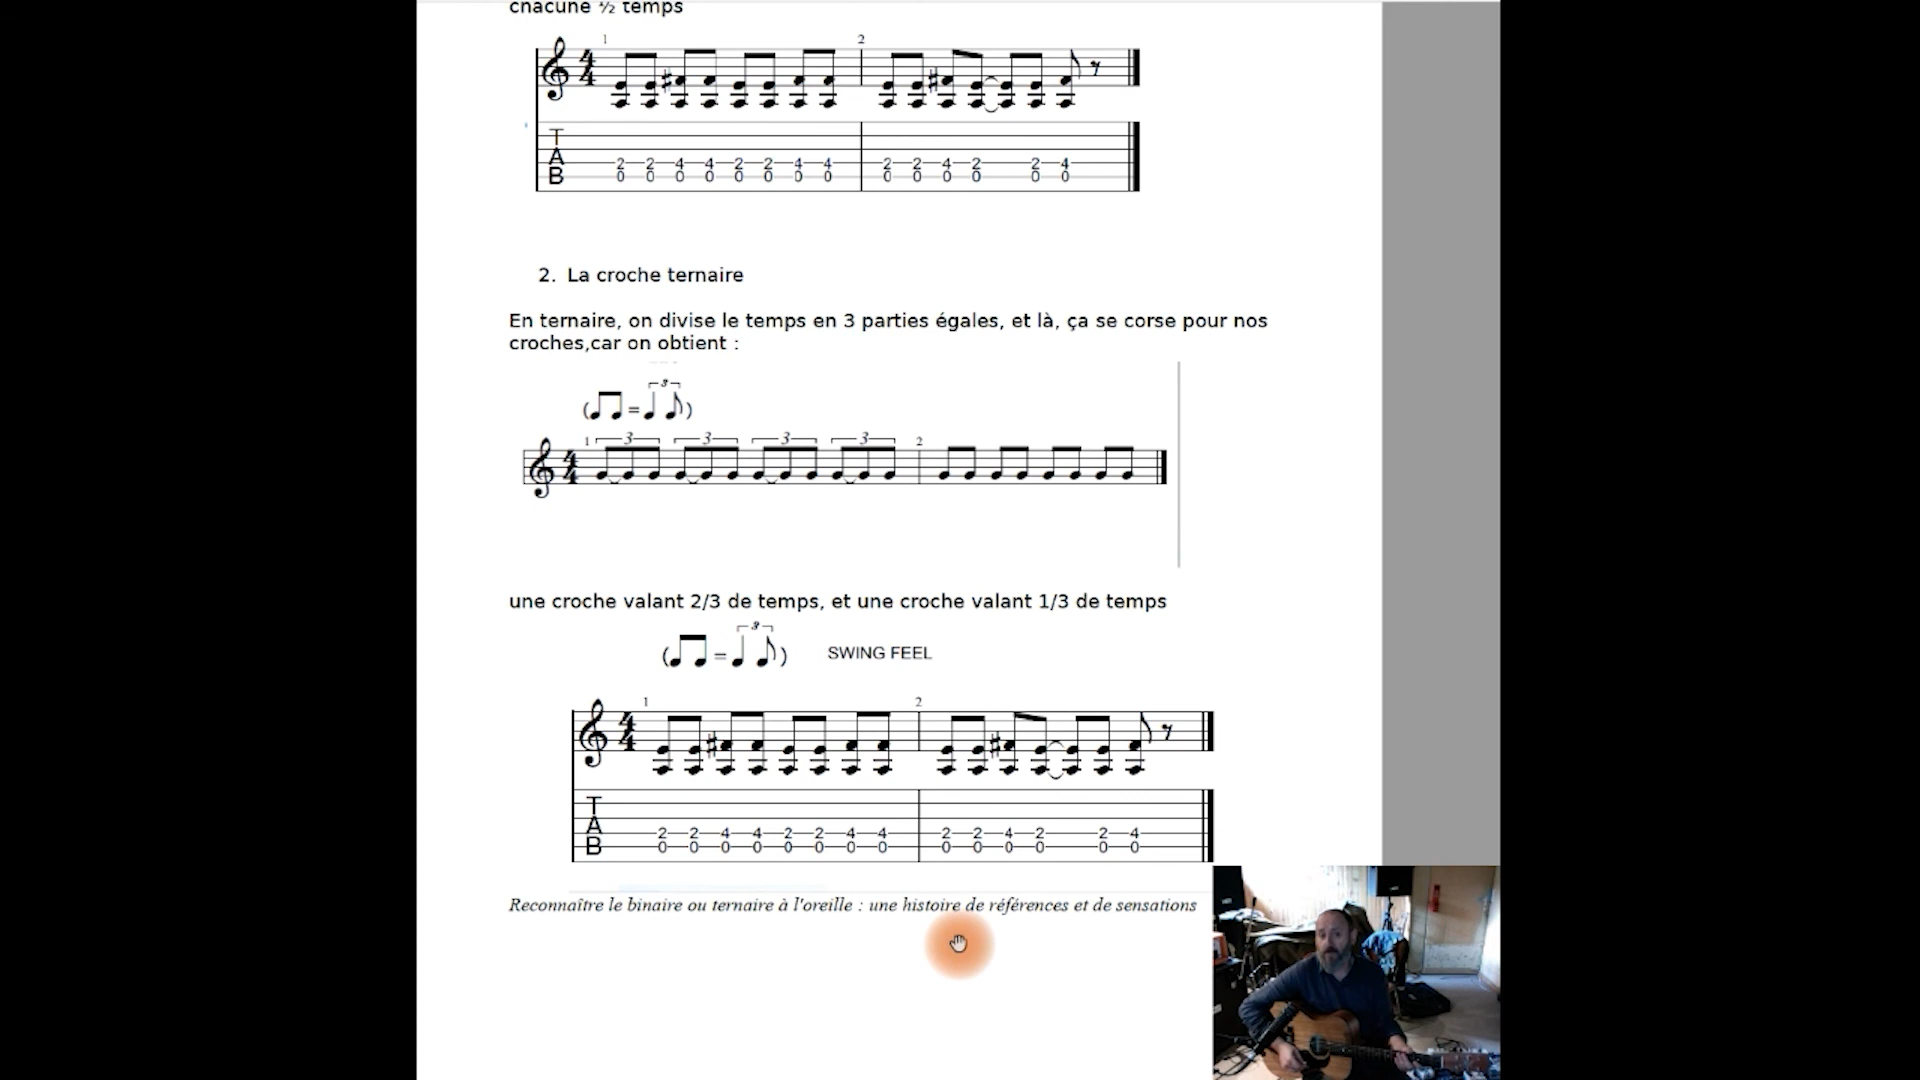 chacune ½ temps
1 2
4
4
T
A
B
2 2 4 4 2 2 4 4 2 2 4 2 2 4
0 0 0 0 0 0 0 0 0 0 0 0 0 0
2. La croche ternaire
En ternaire, on divise le temps en 3 parties égales, et là, ça se corse pour nos
croches,car on obtient :
3
( = )
1 3 3 3 3 2
4
4
une croche valant 2/3 de temps, et une croche valant 1/3 de temps
3
( = ) SWING FEEL
1 2
4
4
T
A
B
2 2 4 4 2 2 4 4 2 2 4 2 2 4
0 0 0 0 0 0 0 0 0 0 0 0 0 0
Reconnaître le binaire ou ternaire à l'oreille : une histoire de références et de sensations